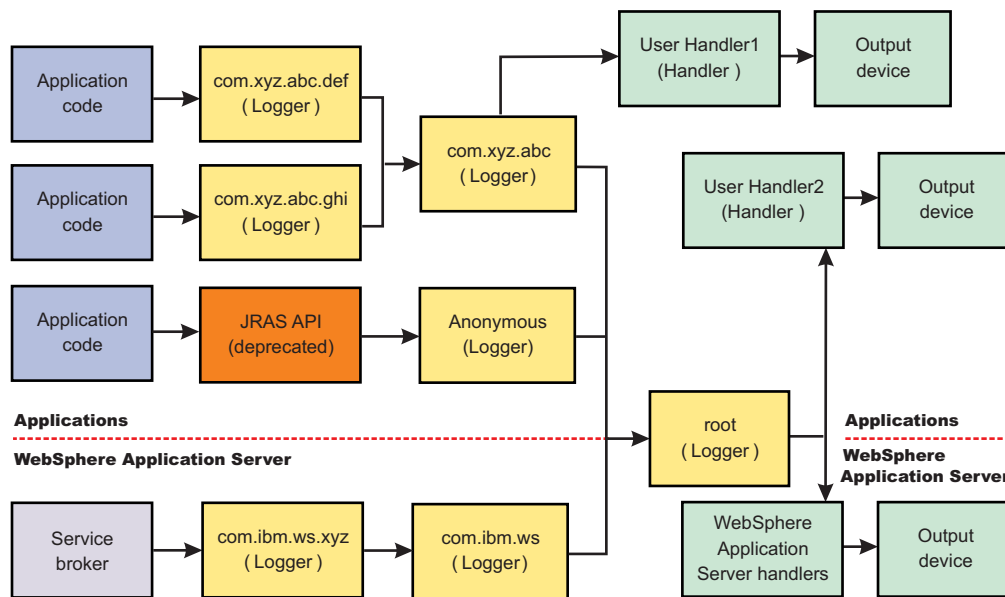 Application
code
com.xyz.abc.def
( Logger )
User Handler1
(Handler )
Output
device
com.xyz.abc
( Logger )
Application
code
com.xyz.abc.ghi
( Logger )
User Handler2
(Handler )
Output
device
Application
code
JRAS API
(deprecated)
Anonymous
(Logger)
root
( Logger )
Applications
WebSphere Application Server
Applications
WebSphere
Application Server
Service
broker
com.ibm.ws.xyz
( Logger )
com.ibm.ws
( Logger )
WebSphere
Application
Server handlers
Output
device